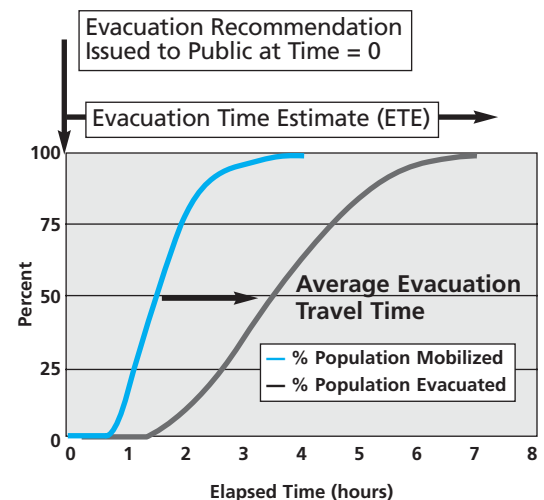 Evacuation Recommendation
Issued to Public at Time = 0
Evacuation Time Estimate (ETE)
100
75
50
25
0
Percent
Average Evacuation
Travel Time
% Population Mobilized
% Population Evacuated
0 1 2 3 4 5 6 7 8
Elapsed Time (hours)